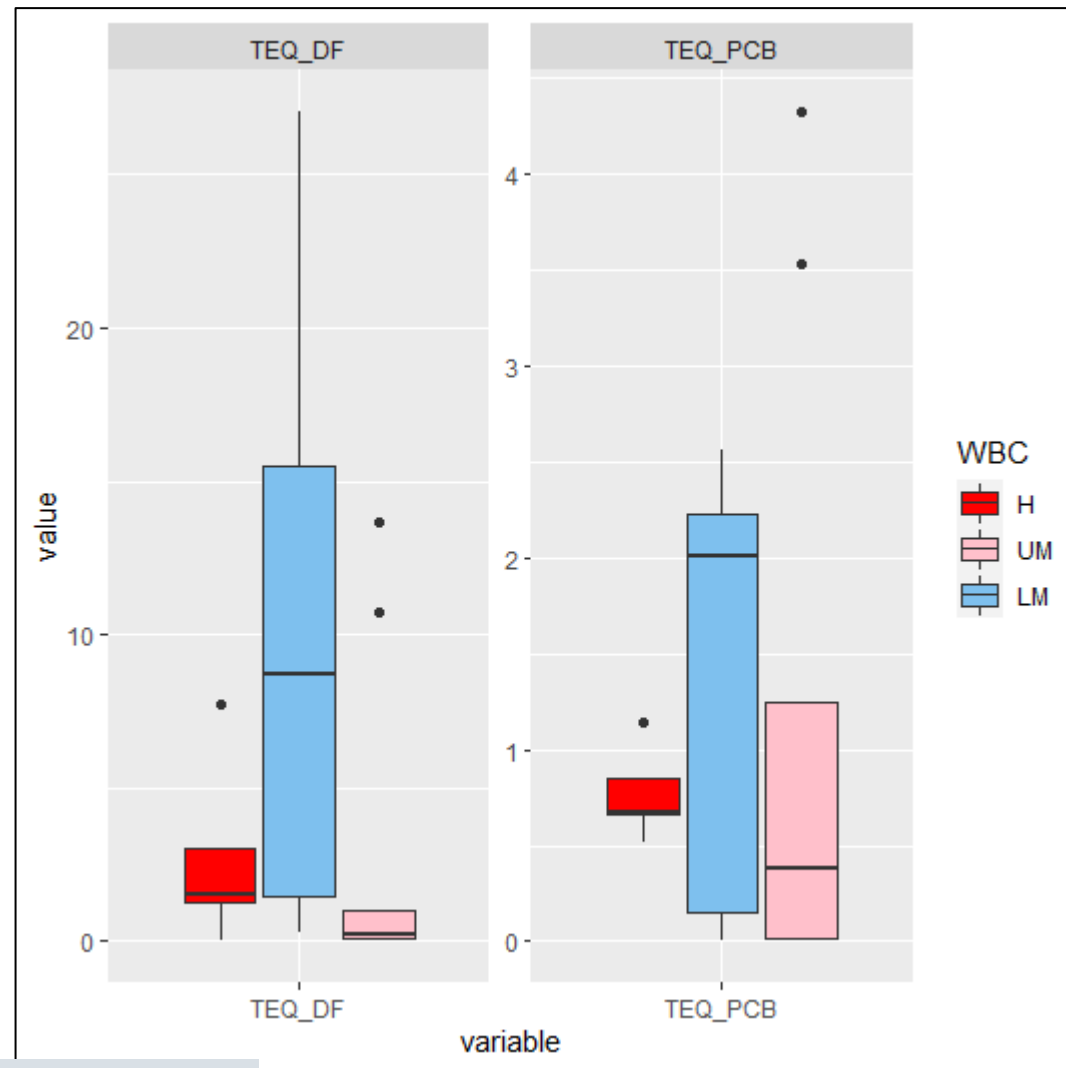 TEQ_DF
TEQ_PCB
20
10
0
4
3
2
1
0
value
TEQ_DF
TEQ_PCB
variable
WBC
H
UM
LM